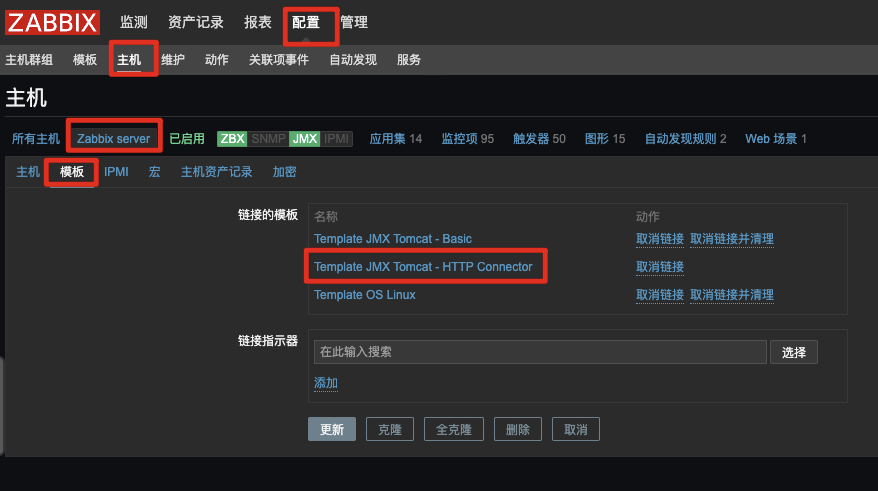 ZABBIX 监测 资产记录 报表 配置 管理
主机群组 模板 主机 维护 动作 关联项事件 自动发现 服务
主机
所有主机 Zabbix server 已启用 ZBX SNMP JMX IPMI 应用集 14 监控项 95 触发器 50 图形 15 自动发现规则 2 Web 场景 1
主机 模板 IPMI 宏 主机资产记录 加密
链接的模板 名称 动作
Template JMX Tomcat - Basic 取消链接 取消链接并清理
Template JMX Tomcat - HTTP Connector 取消链接
Template OS Linux 取消链接 取消链接并清理
链接指示器 在此输入搜索 选择
添加
更新 克隆 全克隆 删除 取消